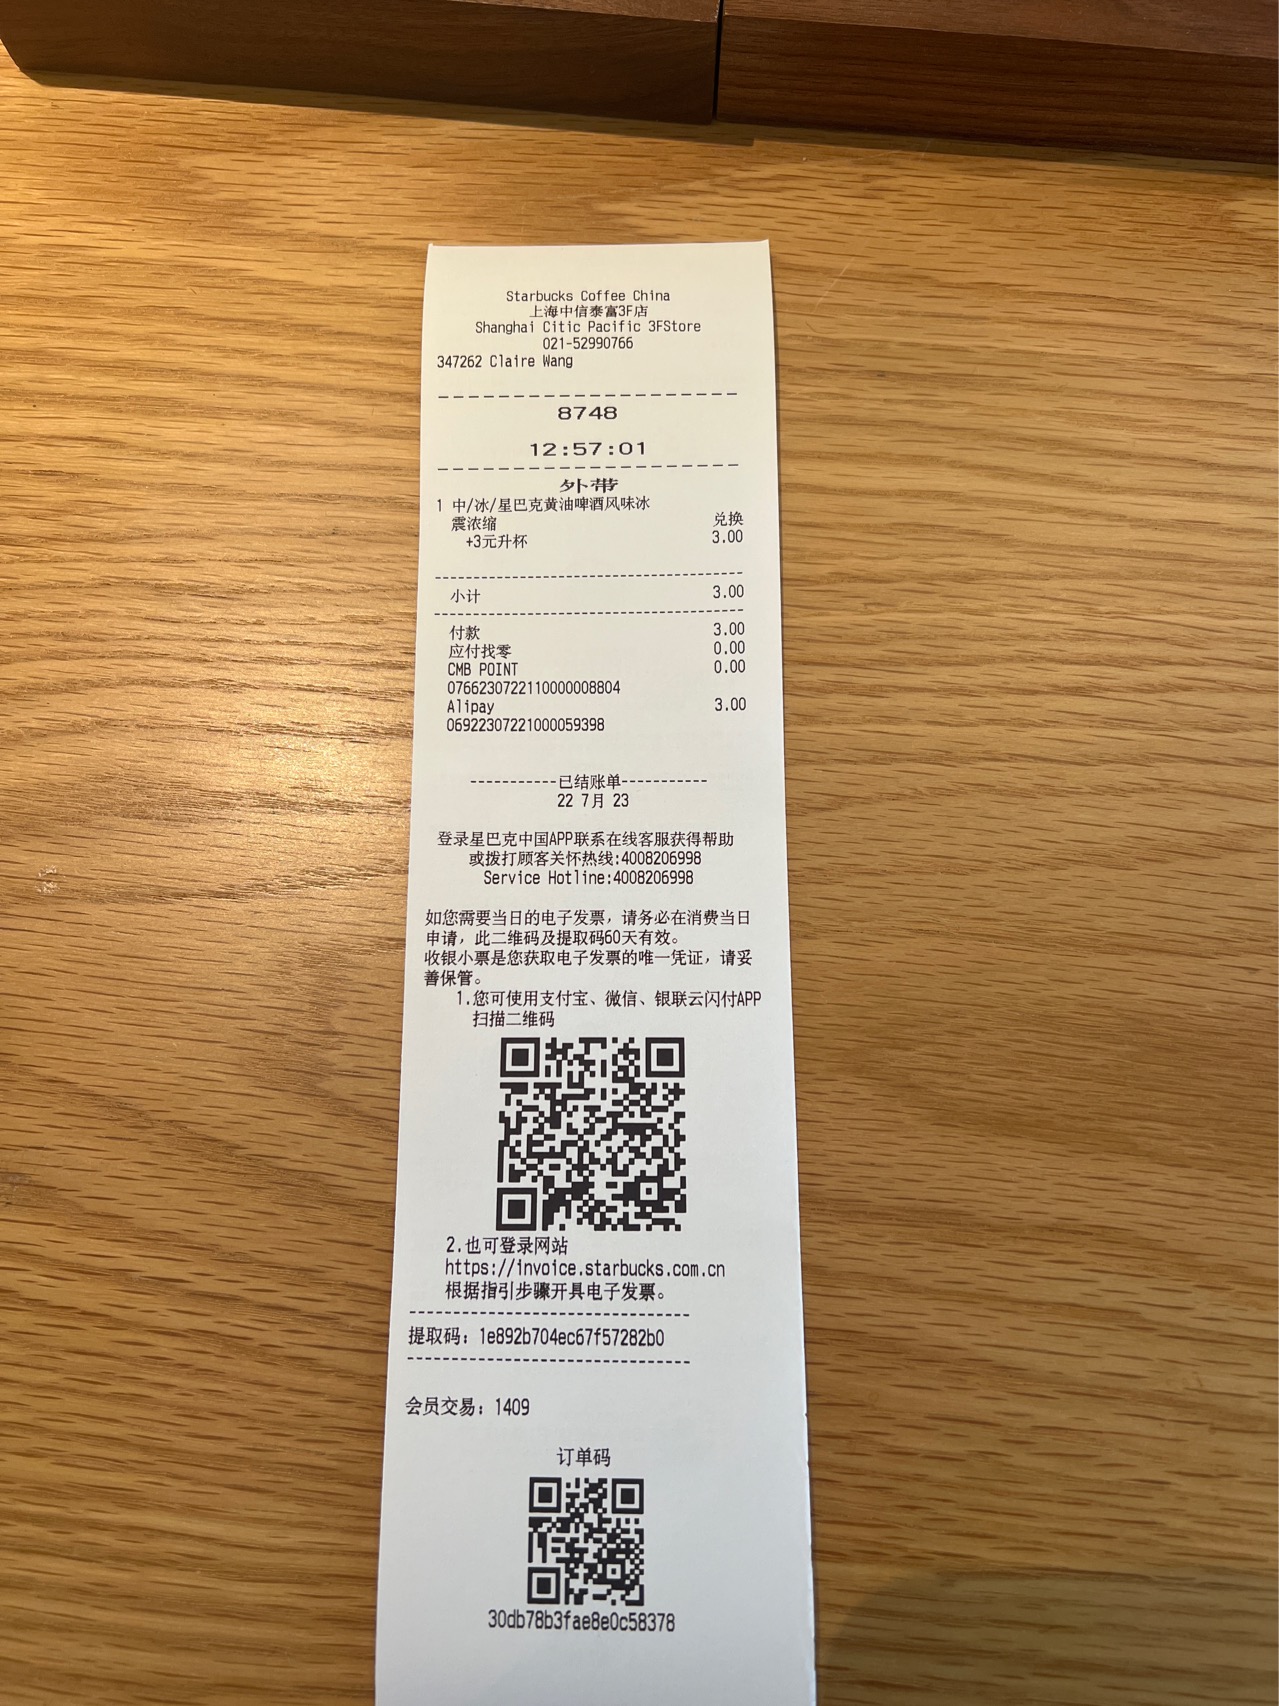 Starbucks Coffee China
上海中信泰富3F店
Shanghai Citic Pacific 3FStore
021-52990766
347262 Claire Wang
8748
12:57:01
外带
1 中/冰/星巴克黄油啤酒风味冰
震浓缩 兑换
+3元升杯 3.00
小计 3.00
付款 3.00
应付找零 0.00
CMB POINT 0.00
0766230722110000008804
Alipay 3.00
06922307221000059398
-----------已结账单-----------
22 7月 23
登录星巴克中国APP联系在线客服获得帮助
或拨打顾客关怀热线:4008206998
Service Hotline:4008206998
如您需要当日的电子发票，请务必在消费当日
申请，此二维码及提取码60天有效。
收银小票是您获取电子发票的唯一凭证，请妥
善保管。
1.您可使用支付宝、微信、银联云闪付APP
扫描二维码
2.也可登录网站
https://invoice.starbucks.com.cn
根据指引步骤开具电子发票。
提取码：1e892b704ec67f57282b0
会员交易：1409
订单码
30db78b3fae8e0c58378